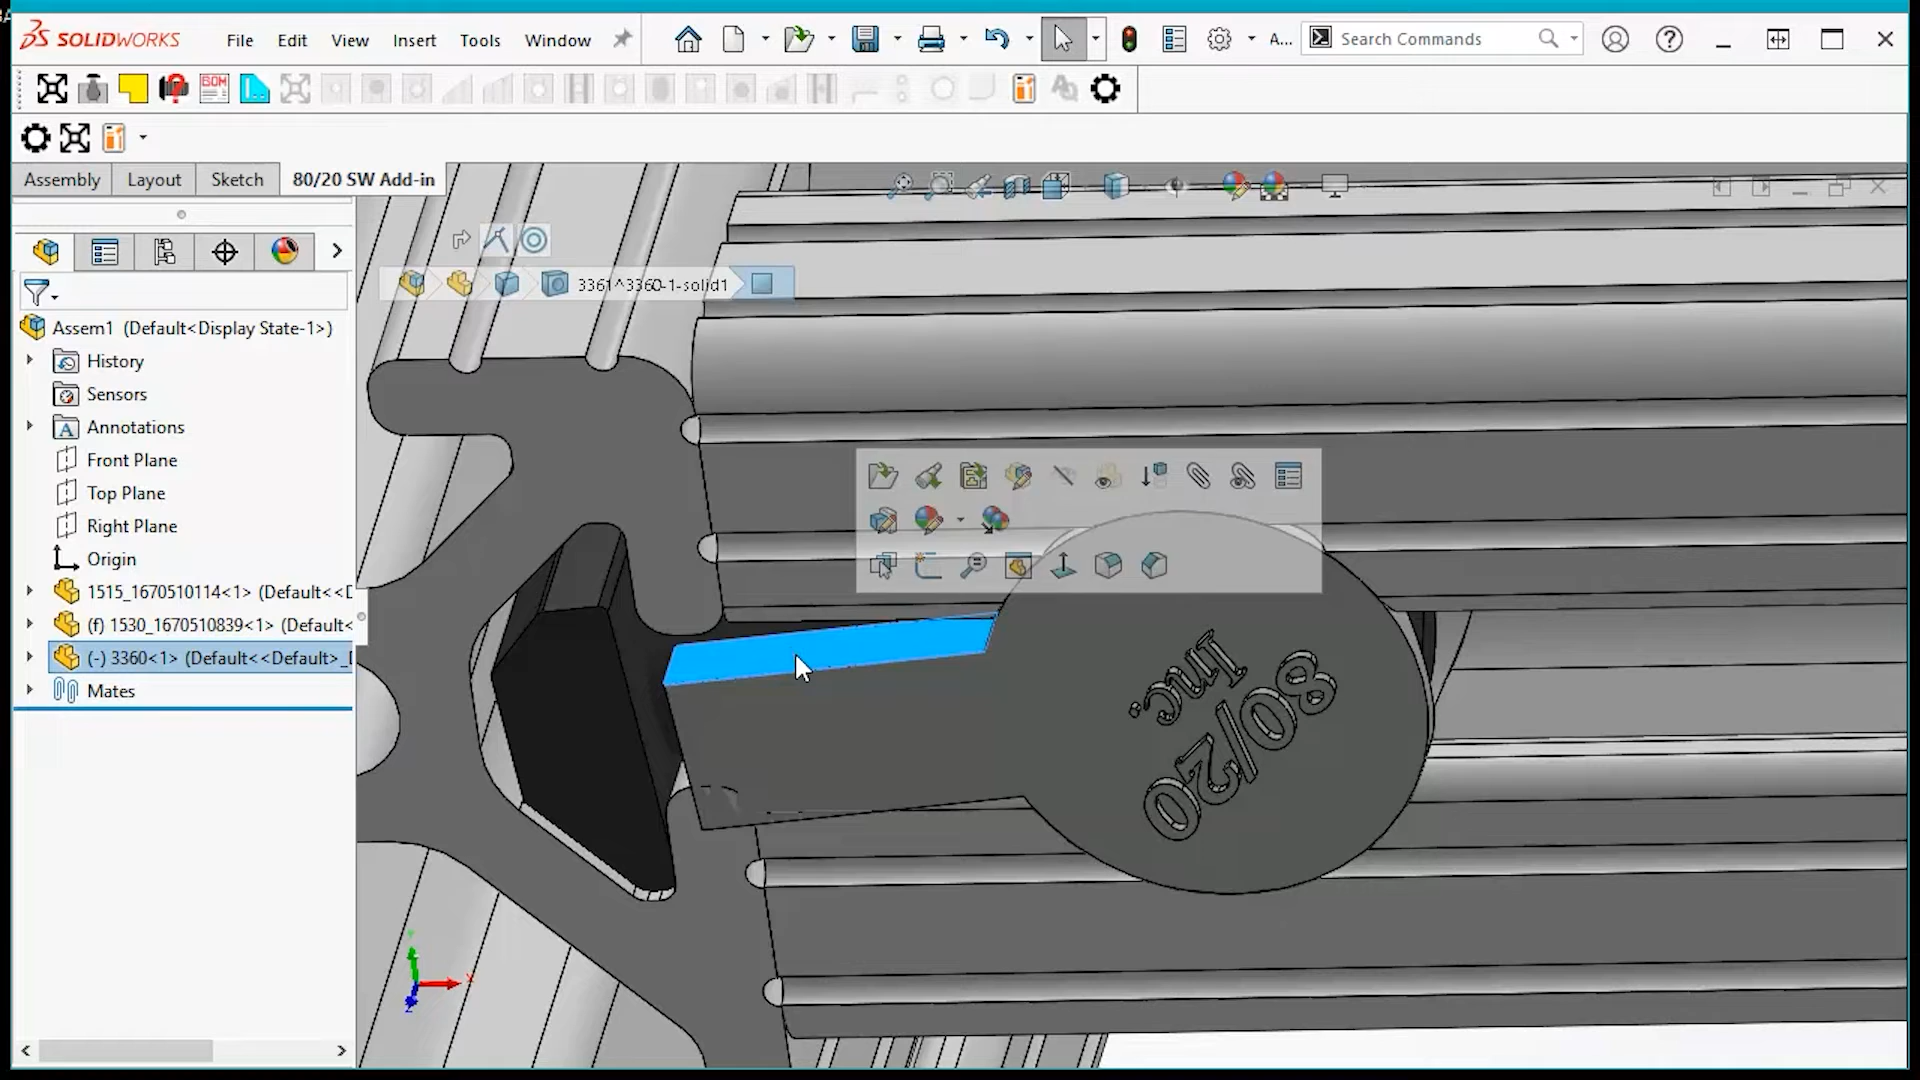 SOLIDWORKS File Edit View Insert Tools Window A... Search Commands
BOM
Assembly Layout Sketch 80/20 SW Add-in
3361^3360-1-solid1
Assem1 (Default<Display State-1>)
History
Sensors
Annotations
Front Plane
Top Plane
Right Plane
Origin
1515_1670510114<1> (Default<<D
(f) 1530_1670510839<1> (Default<
(-) 3360<1> (Default<<Default>_D
Mates
80/20
Inc.
Y
X
Z